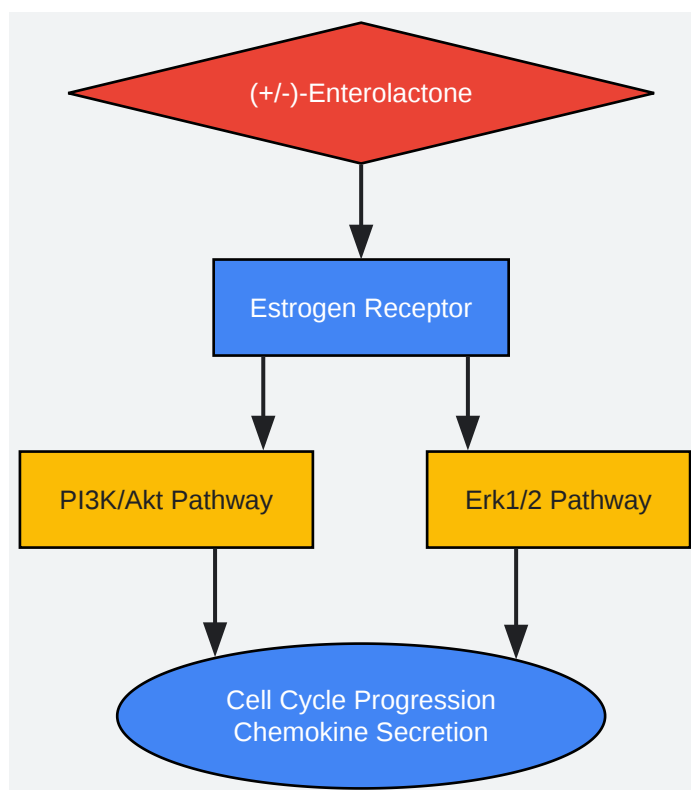 (+/-)-Enterolactone
Estrogen Receptor
PI3K/Akt Pathway
Erk1/2 Pathway
Cell Cycle Progression
Chemokine Secretion